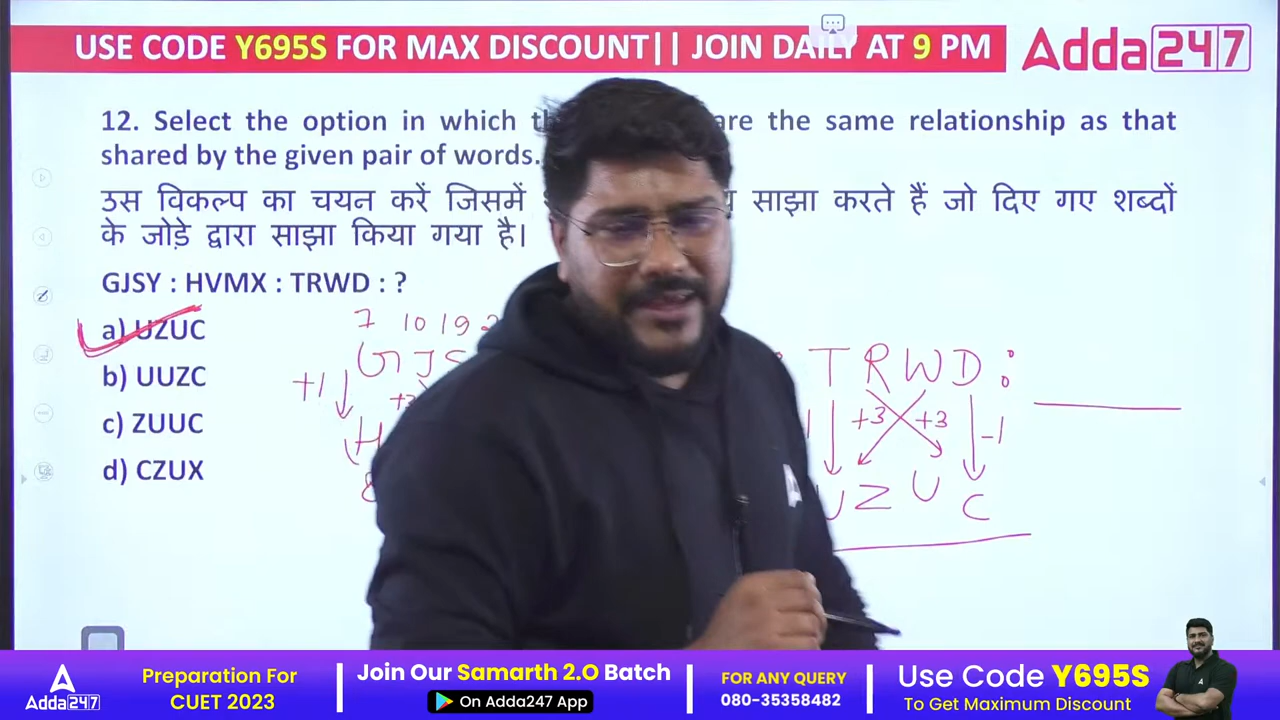 USE CODE Y695S FOR MAX DISCOUNT|| JOIN DAILY AT 9 PM
Adda247
12. Select the option in which are the same relationship as that
shared by the given pair of words.
उस विकल्प का चयन करें जिसमें साझा करते हैं जो दिए गए शब्दों
के जोड़े द्वारा साझा किया गया है।
GJSY : HVMX : TRWD : ?
a) UZUC
b) UUZC
c) ZUUC
d) CZUX
7 10 19
G J S
+1
H
8
T R W D :
+3 +3 -1
U Z U C
Adda247
Preparation For
CUET 2023
Join Our Samarth 2.O Batch
On Adda247 App
FOR ANY QUERY
080-35358482
Use Code Y695S
To Get Maximum Discount